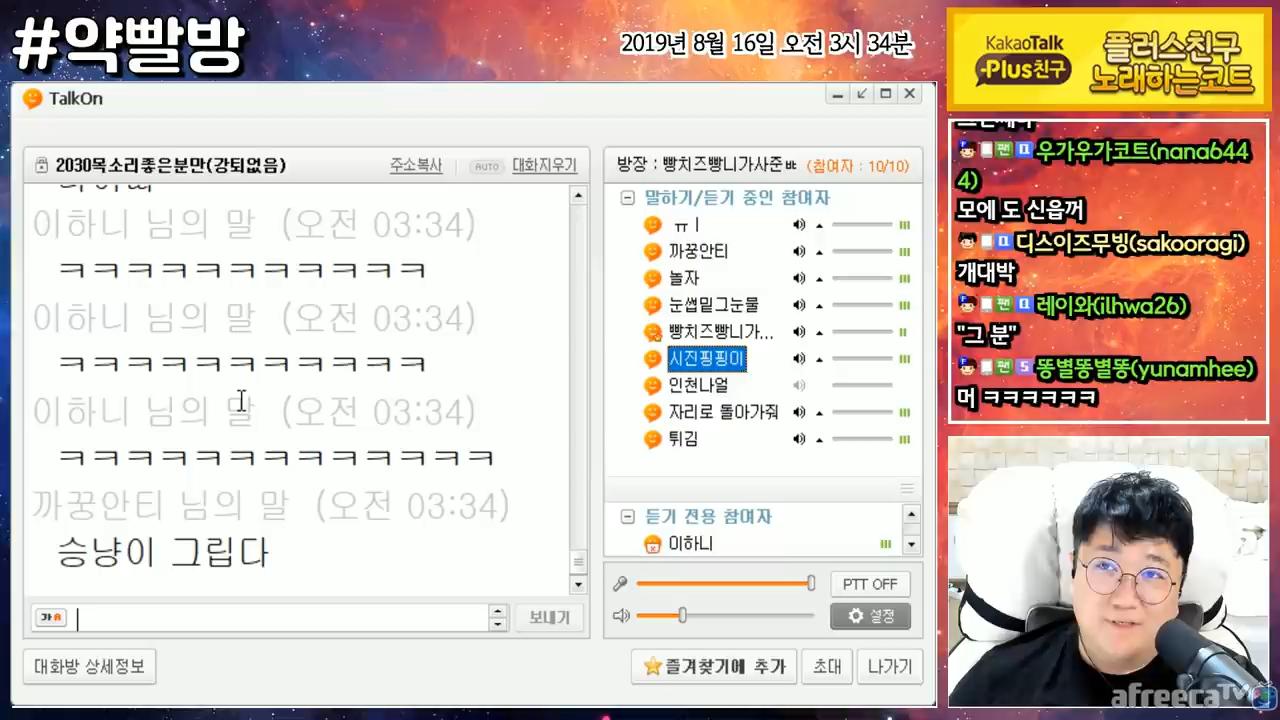 #약빨방
2019년 8월 16일 오전 3시 34분
KakaoTalk
Plus친구
플러스친구
노래하는코트
TalkOn
2030목소리좋은분만(강퇴없음)
주소복사
AUTO
대화지우기
이하니 님의 말 (오전 03:34)
ㅋㅋㅋㅋㅋㅋㅋㅋㅋㅋㅋ
이하니 님의 말 (오전 03:34)
ㅋㅋㅋㅋㅋㅋㅋㅋㅋㅋㅋ
이하니 님의 말 (오전 03:34)
ㅋㅋㅋㅋㅋㅋㅋㅋㅋㅋㅋㅋㅋ
까꿍안티 님의 말 (오전 03:34)
승냥이 그립다
가a
보내기
대화방 상세정보
방장 : 빵치즈빵니가사준ㅃ (참여자 : 10/10)
말하기/듣기 중인 참여자
ㅠㅣ
까꿍안티
놀자
눈썹밑그눈물
빵치즈빵니가...
시진핑핑이
인천나얼
자리로 돌아가줘
튀김
듣기 전용 참여자
이하니
PTT OFF
설정
즐겨찾기에 추가
초대
나가기
팬
우가우가코트(nana644
4)
모에 도 신읍꺼
디스이즈무빙(sakooragi)
개대박
팬
레이와(ilhwa26)
"그 분"
팬 S 똥별똥별똥(yunamhee)
머 ㅋㅋㅋㅋㅋㅋ
afreecaTV